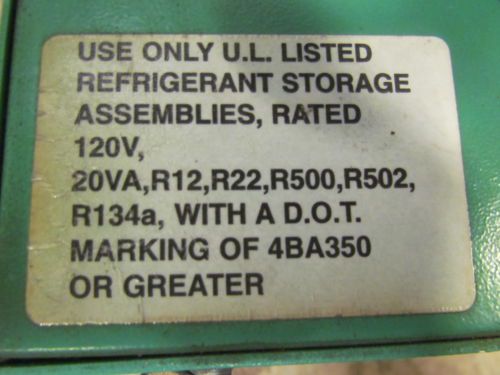 USE ONLY U.L. LISTED
REFRIGERANT STORAGE
ASSEMBLIES, RATED
120V,
20VA,R12,R22,R500,R502,
R134a, WITH A D.O.T.
MARKING OF 4BA350
OR GREATER